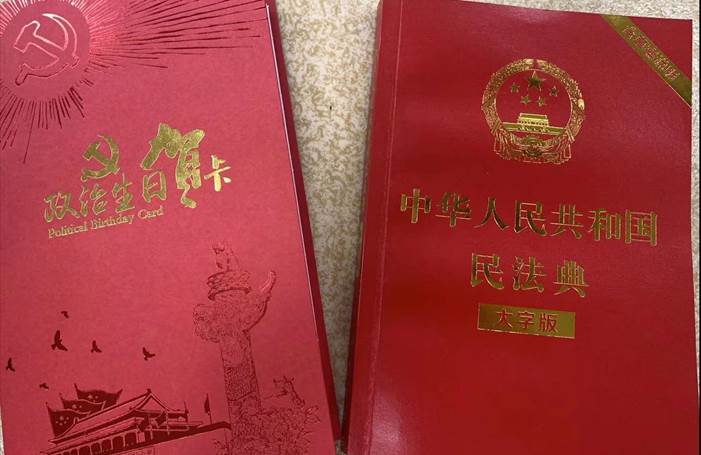 政治生日贺卡
Political Birthday Card
中华人民共和国
民法典
大字版